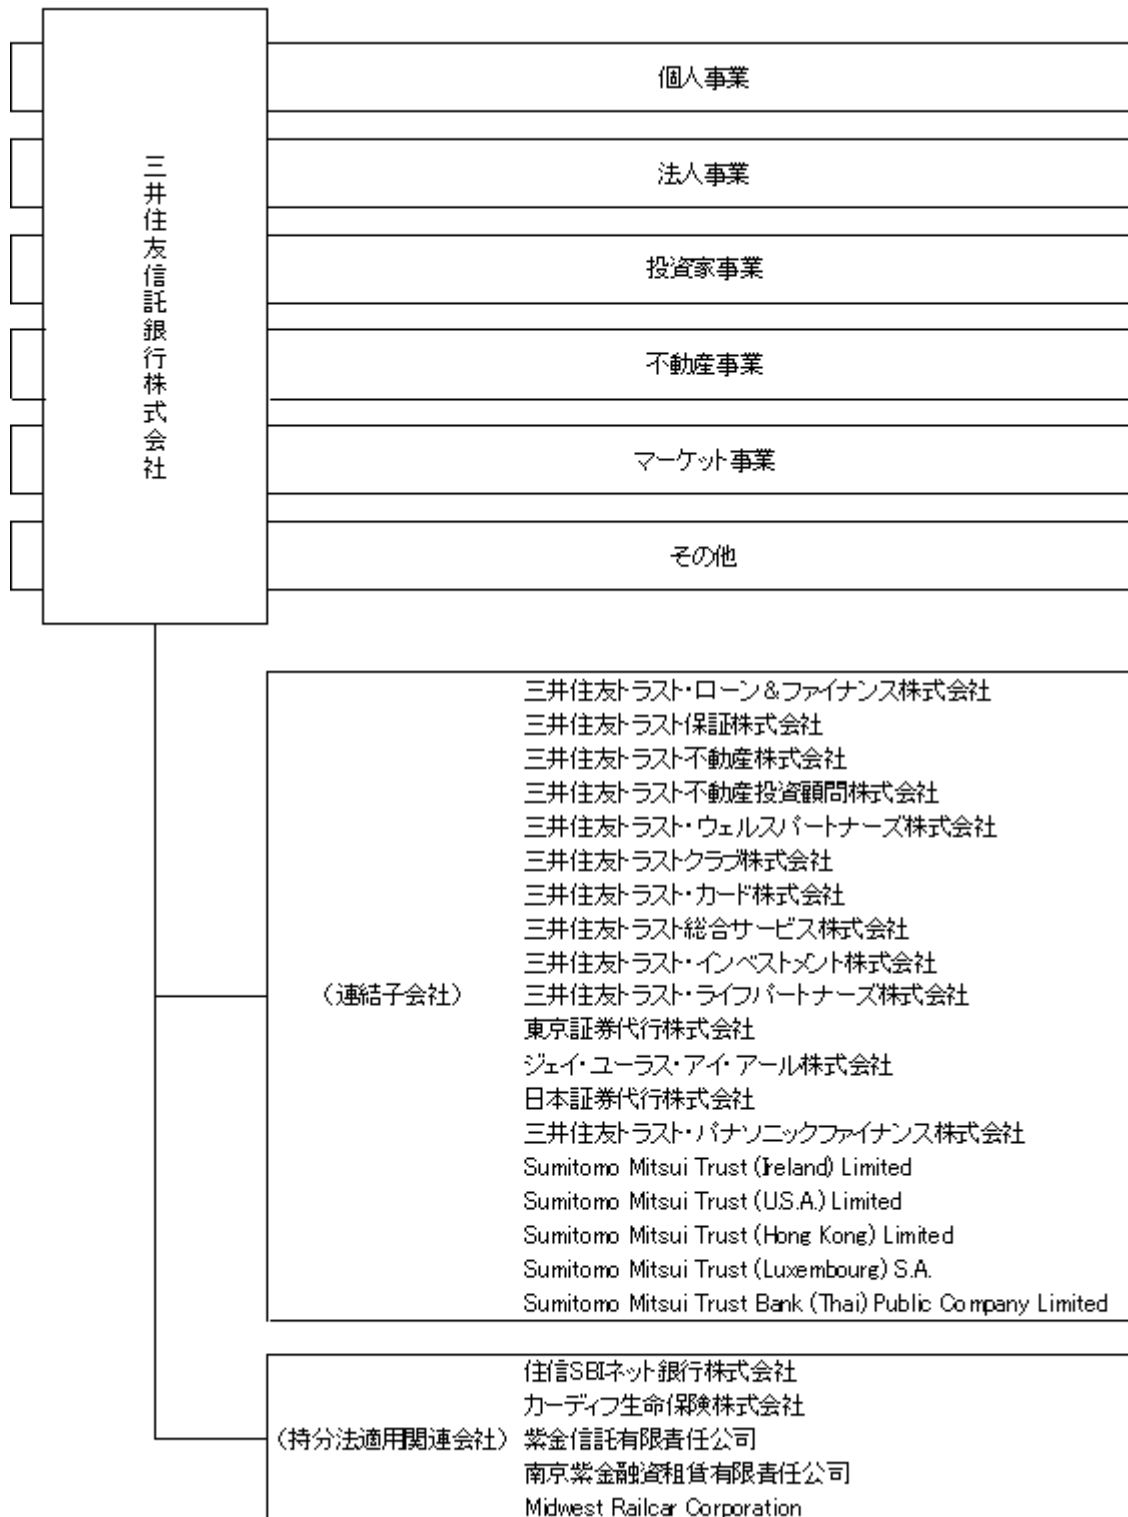 三井住友信託銀行株式会社
個人事業
法人事業
投資家事業
不動産事業
マーケット事業
その他
(連結子会社)
三井住友トラスト・ローン&ファイナンス株式会社
三井住友トラスト保証株式会社
三井住友トラスト不動産株式会社
三井住友トラスト不動産投資顧問株式会社
三井住友トラスト・ウェルスパートナーズ株式会社
三井住友トラストクラブ株式会社
三井住友トラスト・カード株式会社
三井住友トラスト総合サービス株式会社
三井住友トラスト・インベストメント株式会社
三井住友トラスト・ライフパートナーズ株式会社
東京証券代行株式会社
ジェイ・ユーラス・アイ・アール株式会社
日本証券代行株式会社
三井住友トラスト・パナソニックファイナンス株式会社
Sumitomo Mitsui Trust (Ireland) Limited
Sumitomo Mitsui Trust (U.S.A.) Limited
Sumitomo Mitsui Trust (Hong Kong) Limited
Sumitomo Mitsui Trust (Luxembourg) S.A.
Sumitomo Mitsui Trust Bank (Thai) Public Company Limited
(持分法適用関連会社)
住信SBIネット銀行株式会社
カーディフ生命保険株式会社
紫金信託有限責任公司
南京紫金融資租賃有限責任公司
Midwest Railcar Corporation